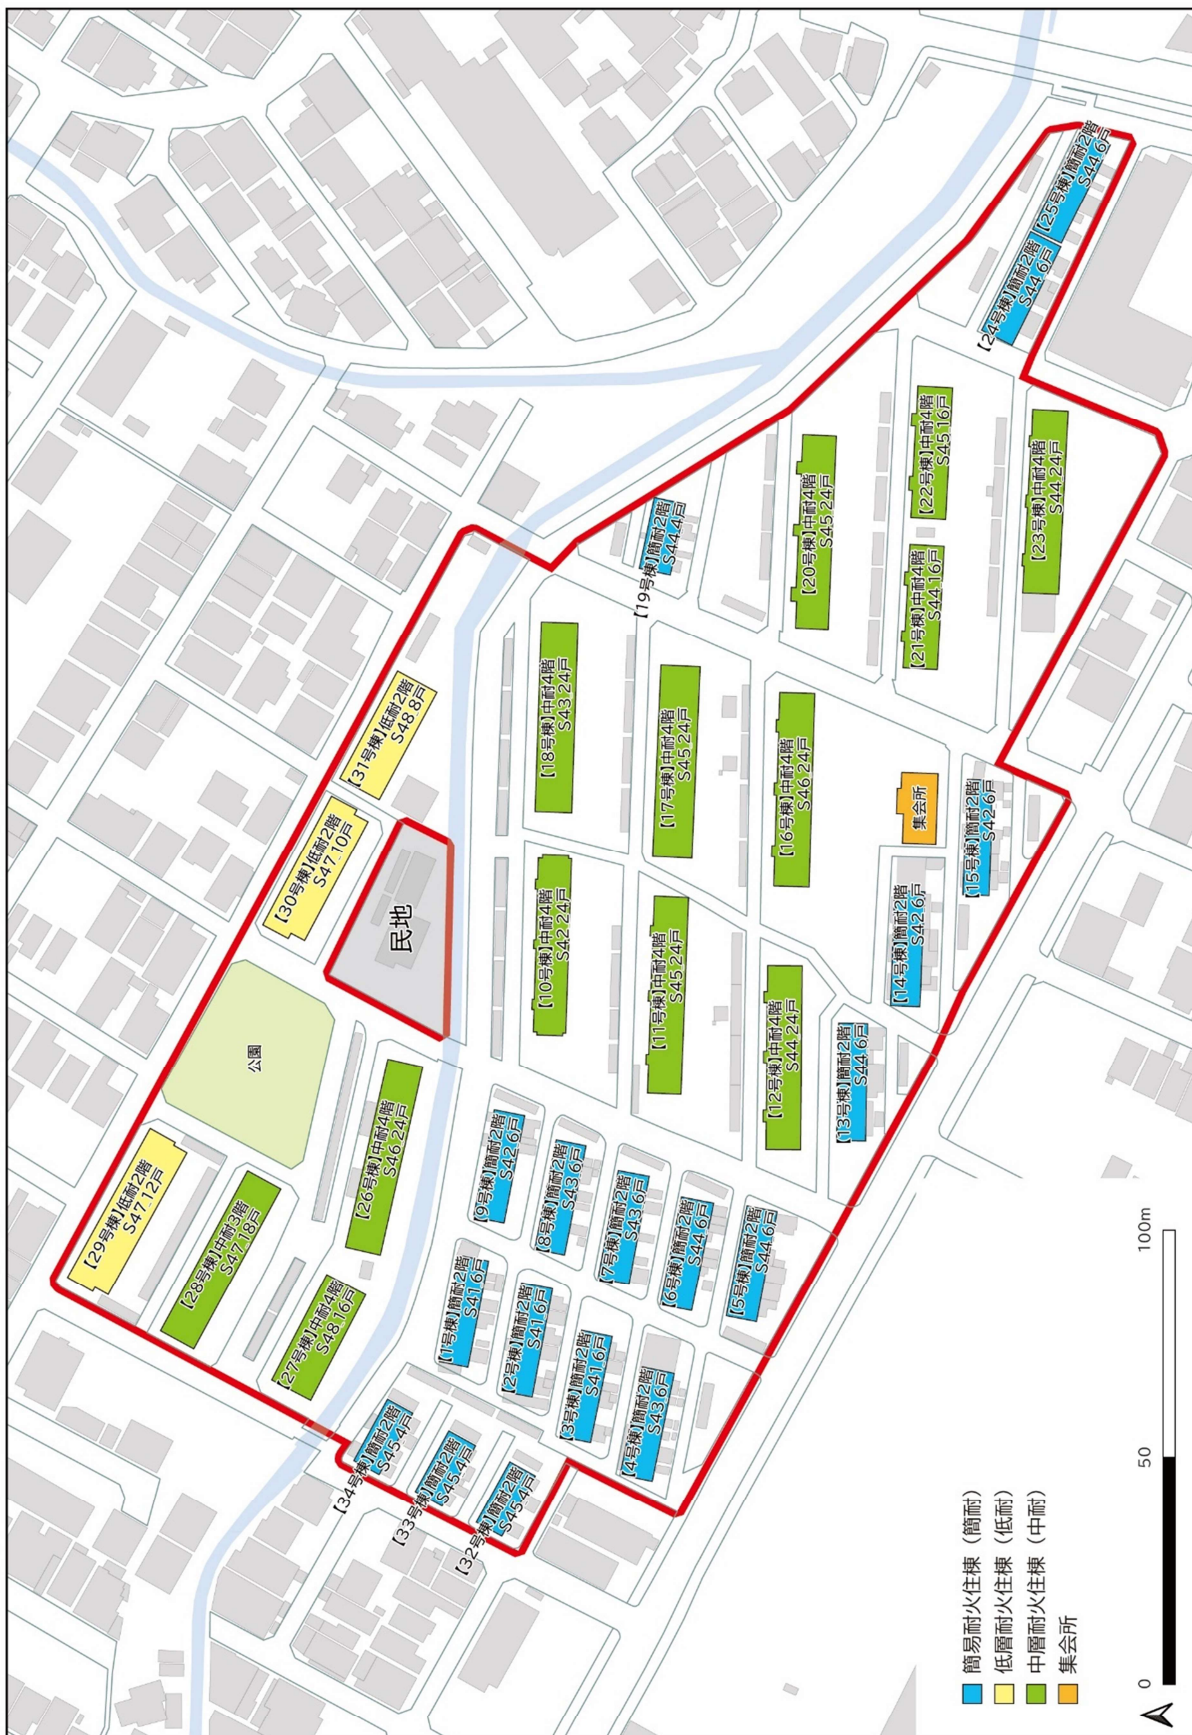 【29号棟】低耐2階
S47 12戸
【28号棟】中耐3階
S47 18戸
【27号棟】中耐4階
S48 16戸
【26号棟】中耐4階
S46 24戸
公園
【30号棟】低耐2階
S47 10戸
【31号棟】低耐2階
S48 8戸
民地
【34号棟】簡耐2階
S45 4戸
【33号棟】簡耐2階
S45 4戸
【32号棟】簡耐2階
S45 4戸
【1号棟】簡耐2階
S41 6戸
【2号棟】簡耐2階
S41 6戸
【3号棟】簡耐2階
S41 6戸
【4号棟】簡耐2階
S43 6戸
【9号棟】簡耐2階
S42 6戸
【8号棟】簡耐2階
S43 6戸
【7号棟】簡耐2階
S43 6戸
【6号棟】簡耐2階
S44 6戸
【5号棟】簡耐2階
S44 6戸
【10号棟】中耐4階
S42 24戸
【11号棟】中耐4階
S45 24戸
【12号棟】中耐4階
S44 24戸
【13号棟】簡耐2階
S44 6戸
【18号棟】中耐4階
S43 24戸
【17号棟】中耐4階
S45 24戸
【16号棟】中耐4階
S46 24戸
【14号棟】簡耐2階
S42 6戸
集会所
【15号棟】簡耐2階
S42 6戸
【19号棟】簡耐2階
S44 4戸
【20号棟】中耐4階
S45 24戸
【21号棟】中耐4階
S44 16戸
【22号棟】中耐4階
S45 16戸
【23号棟】中耐4階
S44 24戸
【24号棟】簡耐2階
S44 6戸
【25号棟】簡耐2階
S44 6戸
簡易耐火住棟（簡耐）
低層耐火住棟（低耐）
中層耐火住棟（中耐）
集会所
0 50 100m